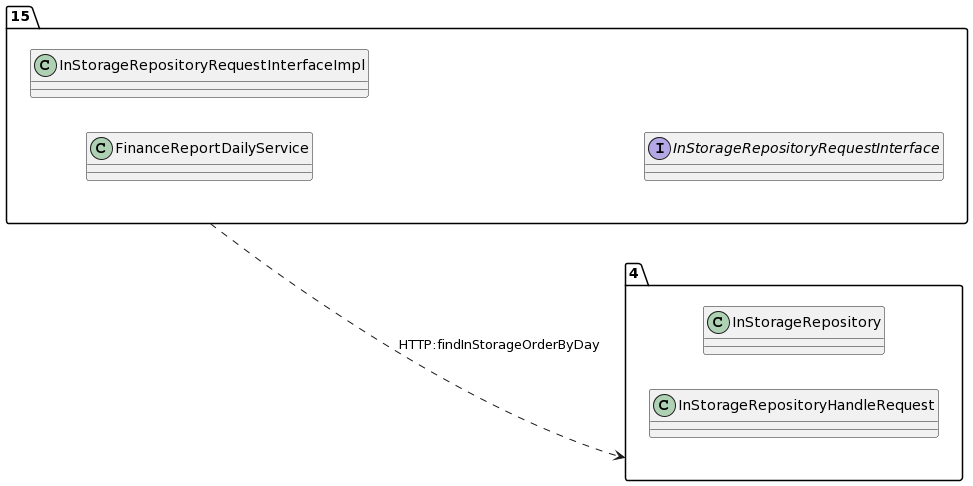 15
C InStorageRepositoryRequestInterfaceImpl
C FinanceReportDailyService
I InStorageRepositoryRequestInterface
4
C InStorageRepository
HTTP:findInStorageOrderByDay
C InStorageRepositoryHandleRequest